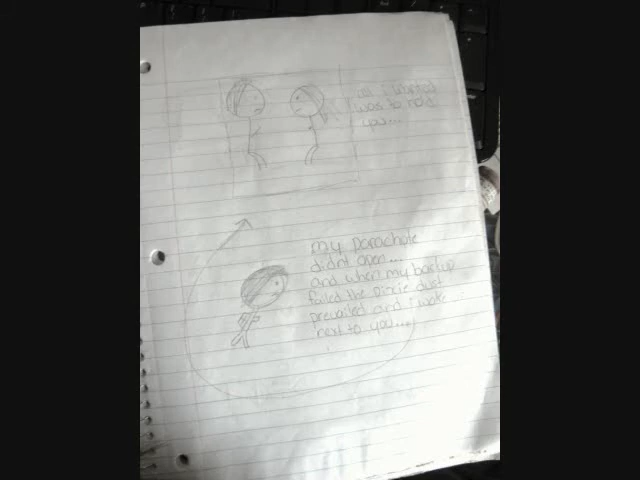 all i wanted
was to hold
you...
my parachute
didnt open...
and when my backup
failed the pixie dust
prevailed and i woke
next to you...